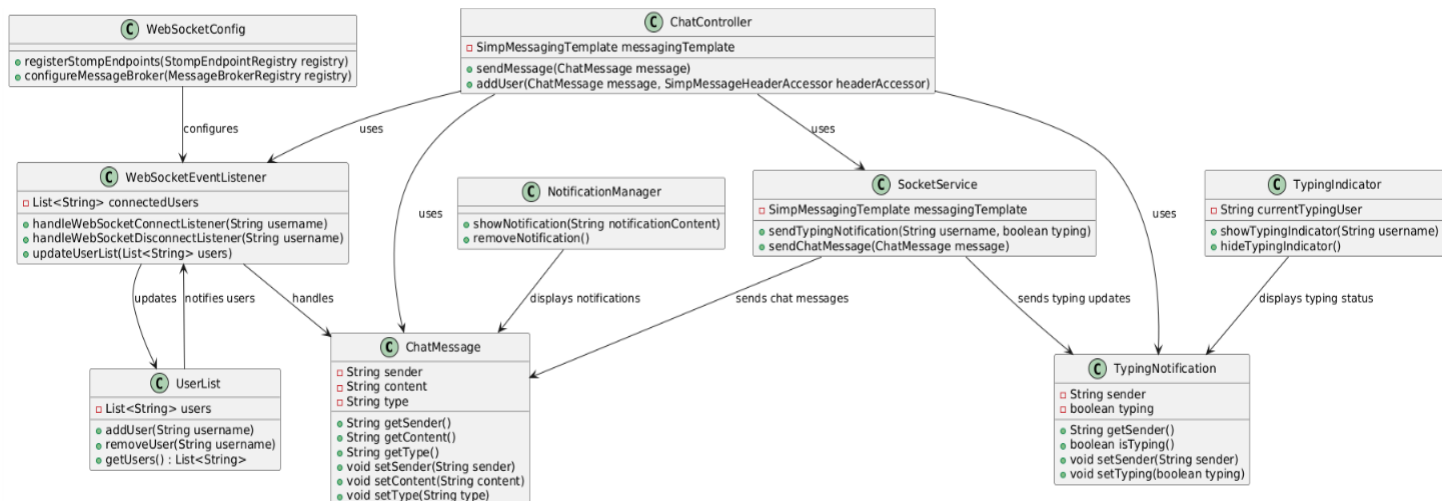 C WebSocketConfig
registerStompEndpoints(StompEndpointRegistry registry)
configureMessageBroker(MessageBrokerRegistry registry)
C ChatController
SimpMessagingTemplate messagingTemplate
sendMessage(ChatMessage message)
addUser(ChatMessage message, SimpMessageHeaderAccessor headerAccessor)
configures
uses
uses
uses
uses
C WebSocketEventListener
List<String> connectedUsers
handleWebSocketConnectListener(String username)
handleWebSocketDisconnectListener(String username)
updateUserList(List<String> users)
C NotificationManager
showNotification(String notificationContent)
removeNotification()
C SocketService
SimpMessagingTemplate messagingTemplate
sendTypingNotification(String username, boolean typing)
sendChatMessage(ChatMessage message)
C TypingIndicator
String currentTypingUser
showTypingIndicator(String username)
hideTypingIndicator()
updates
notifies users
handles
displays notifications
sends chat messages
sends typing updates
displays typing status
C UserList
List<String> users
addUser(String username)
removeUser(String username)
getUsers() : List<String>
C ChatMessage
String sender
String content
String type
String getSender()
String getContent()
String getType()
void setSender(String sender)
void setContent(String content)
void setType(String type)
C TypingNotification
String sender
boolean typing
String getSender()
boolean isTyping()
void setSender(String sender)
void setTyping(boolean typing)